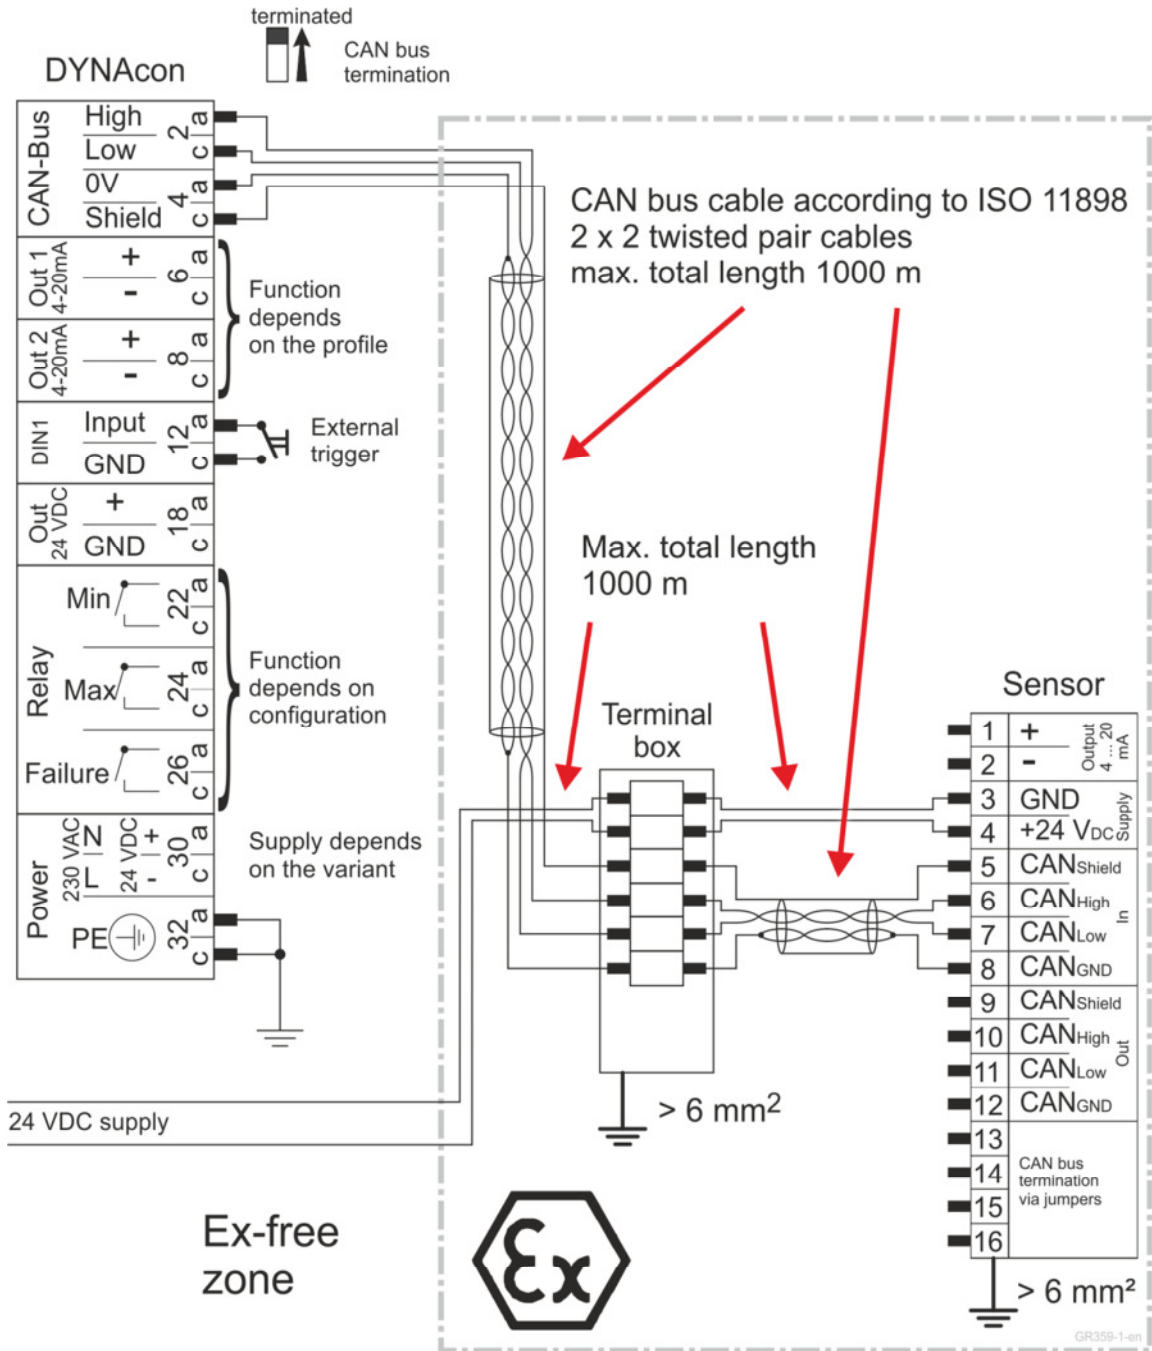 terminated
CAN bus
termination
DYNAcon
CAN-Bus
High
Low
2
a
c
0V
Shield
4
a
c
Out 1
4-20mA
+
-
6
a
c
Out 2
4-20mA
+
-
8
a
c
Function
depends
on the profile
DIN1
Input
GND
12
a
c
External
trigger
Out
24 VDC
+
GND
18
a
c
Relay
Min
22
a
c
Max
24
a
c
Failure
26
a
c
Function
depends on
configuration
Power
230 VAC
N
L
24 VDC
+
-
30
a
c
Supply depends
on the variant
PE
32
a
c
24 VDC supply
Ex-free
zone
CAN bus cable according to ISO 11898
2 x 2 twisted pair cables
max. total length 1000 m
Max. total length
1000 m
Terminal
box
> 6 mm²
Ex
Sensor
1 +
2 -
Output
4 ... 20
mA
3 GND
4 +24 VDC
Supply
5 CANShield
6 CANHigh
7 CANLow
8 CANGND
In
9 CANShield
10 CANHigh
11 CANLow
12 CANGND
Out
13
14
15
16
CAN bus
termination
via jumpers
> 6 mm²
GR359-1-en